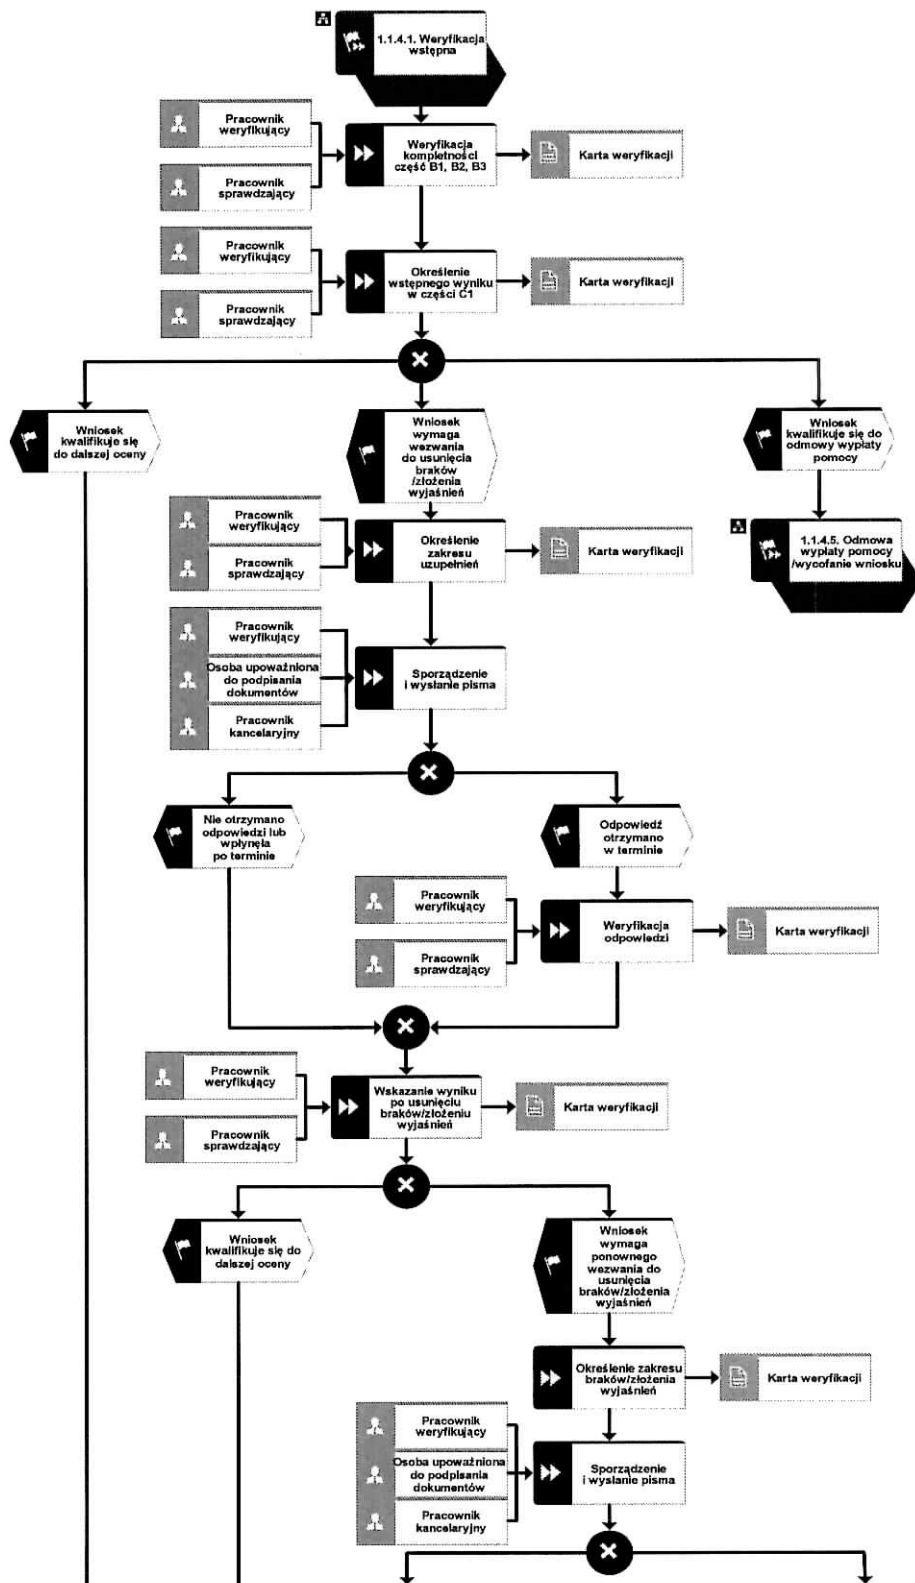 1.1.4.1. Weryfikacja
wstępna
Pracownik
weryfikujący
Pracownik
sprawdzający
Weryfikacja
kompletności
część B1, B2, B3
Karta weryfikacji
Pracownik
weryfikujący
Pracownik
sprawdzający
Określenie
wstępnego wyniku
w części C1
Karta weryfikacji
Wniosek
kwalifikuje się
do dalszej oceny
Wniosek
wymaga
wezwania
do usunięcia
braków
/złożenia
wyjaśnień
Wniosek
kwalifikuje się do
odmowy wypłaty
pomocy
Pracownik
weryfikujący
Pracownik
sprawdzający
Określenie
zakresu
uzupełnień
Karta weryfikacji
1.1.4.5. Odmowa
wypłaty pomocy
/wycofanie wniosku
Pracownik
weryfikujący
Osoba upoważniona
do podpisania
dokumentów
Pracownik
kancelaryjny
Sporządzenie
i wysłanie pisma
Nie otrzymano
odpowiedzi lub
wpłynęła
po terminie
Odpowiedź
otrzymano
w terminie
Pracownik
weryfikujący
Pracownik
sprawdzający
Weryfikacja
odpowiedzi
Karta weryfikacji
Pracownik
weryfikujący
Pracownik
sprawdzający
Wskazanie wyniku
po usunięciu
braków/złożeniu
wyjaśnień
Karta weryfikacji
Wniosek
kwalifikuje się do
dalszej oceny
Wniosek
wymaga
ponownego
wezwania do
usunięcia
braków/złożenia
wyjaśnień
Określenie zakresu
braków/złożenia
wyjaśnień
Karta weryfikacji
Pracownik
weryfikujący
Osoba upoważniona
do podpisania
dokumentów
Pracownik
kancelaryjny
Sporządzenie
i wysłanie pisma